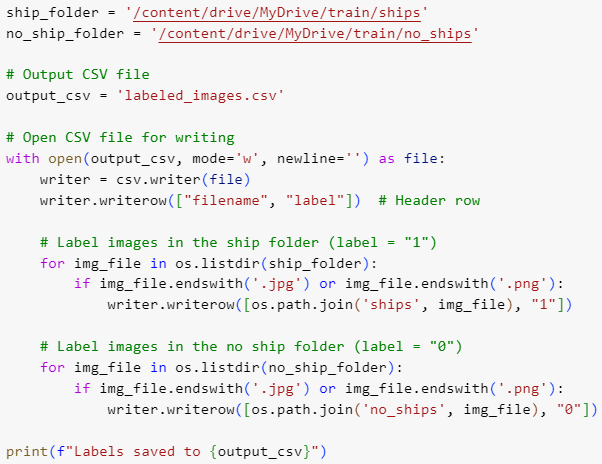 ship_folder = '/content/drive/MyDrive/train/ships'
no_ship_folder = '/content/drive/MyDrive/train/no_ships'

# Output CSV file
output_csv = 'labeled_images.csv'

# Open CSV file for writing
with open(output_csv, mode='w', newline='') as file:
    writer = csv.writer(file)
    writer.writerow(["filename", "label"])  # Header row

    # Label images in the ship folder (label = "1")
    for img_file in os.listdir(ship_folder):
        if img_file.endswith('.jpg') or img_file.endswith('.png'):
            writer.writerow([os.path.join('ships', img_file), "1"])

    # Label images in the no ship folder (label = "0")
    for img_file in os.listdir(no_ship_folder):
        if img_file.endswith('.jpg') or img_file.endswith('.png'):
            writer.writerow([os.path.join('no_ships', img_file), "0"])

print(f"Labels saved to {output_csv}")